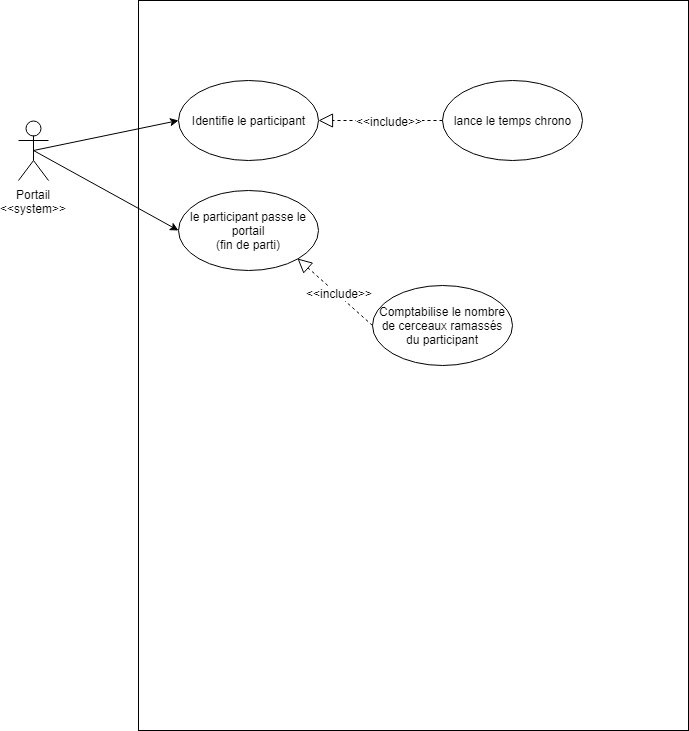 Identifie le participant
<<include>>
lance le temps chrono
Portail
<<system>>
le participant passe le
portail
(fin de parti)
<<include>>
Comptabilise le nombre
de cerceaux ramassés
du participant